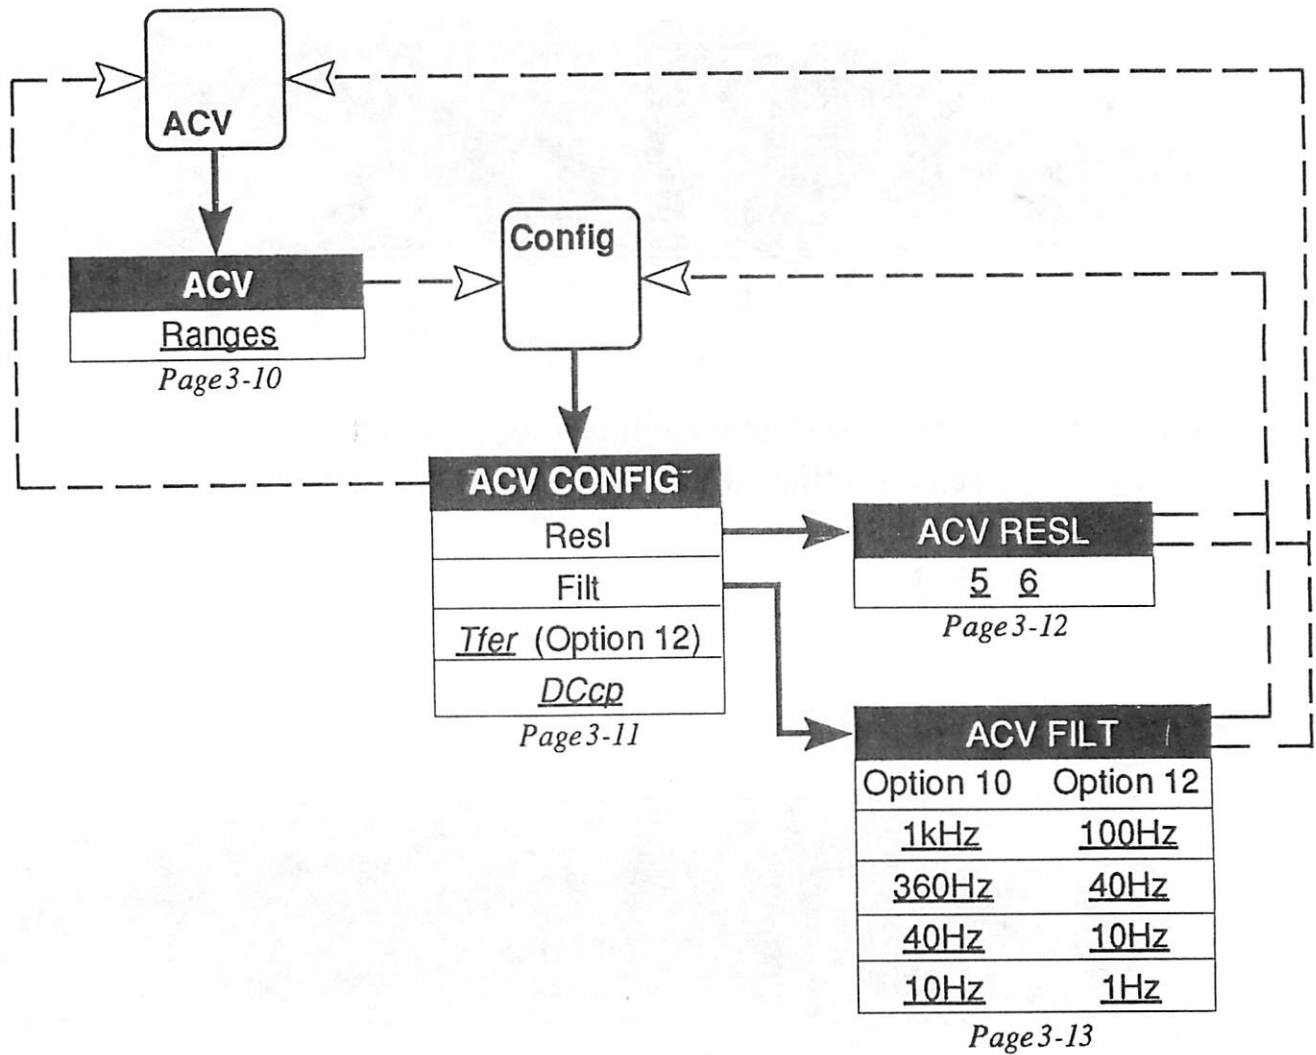 ACV
Config
ACV
Ranges
Page 3-10
ACV CONFIG
Resl
Filt
Tfer (Option 12)
DCcp
Page 3-11
ACV RESL
5 6
Page 3-12
ACV FILT
Option 10 Option 12
1kHz 100Hz
360Hz 40Hz
40Hz 10Hz
10Hz 1Hz
Page 3-13